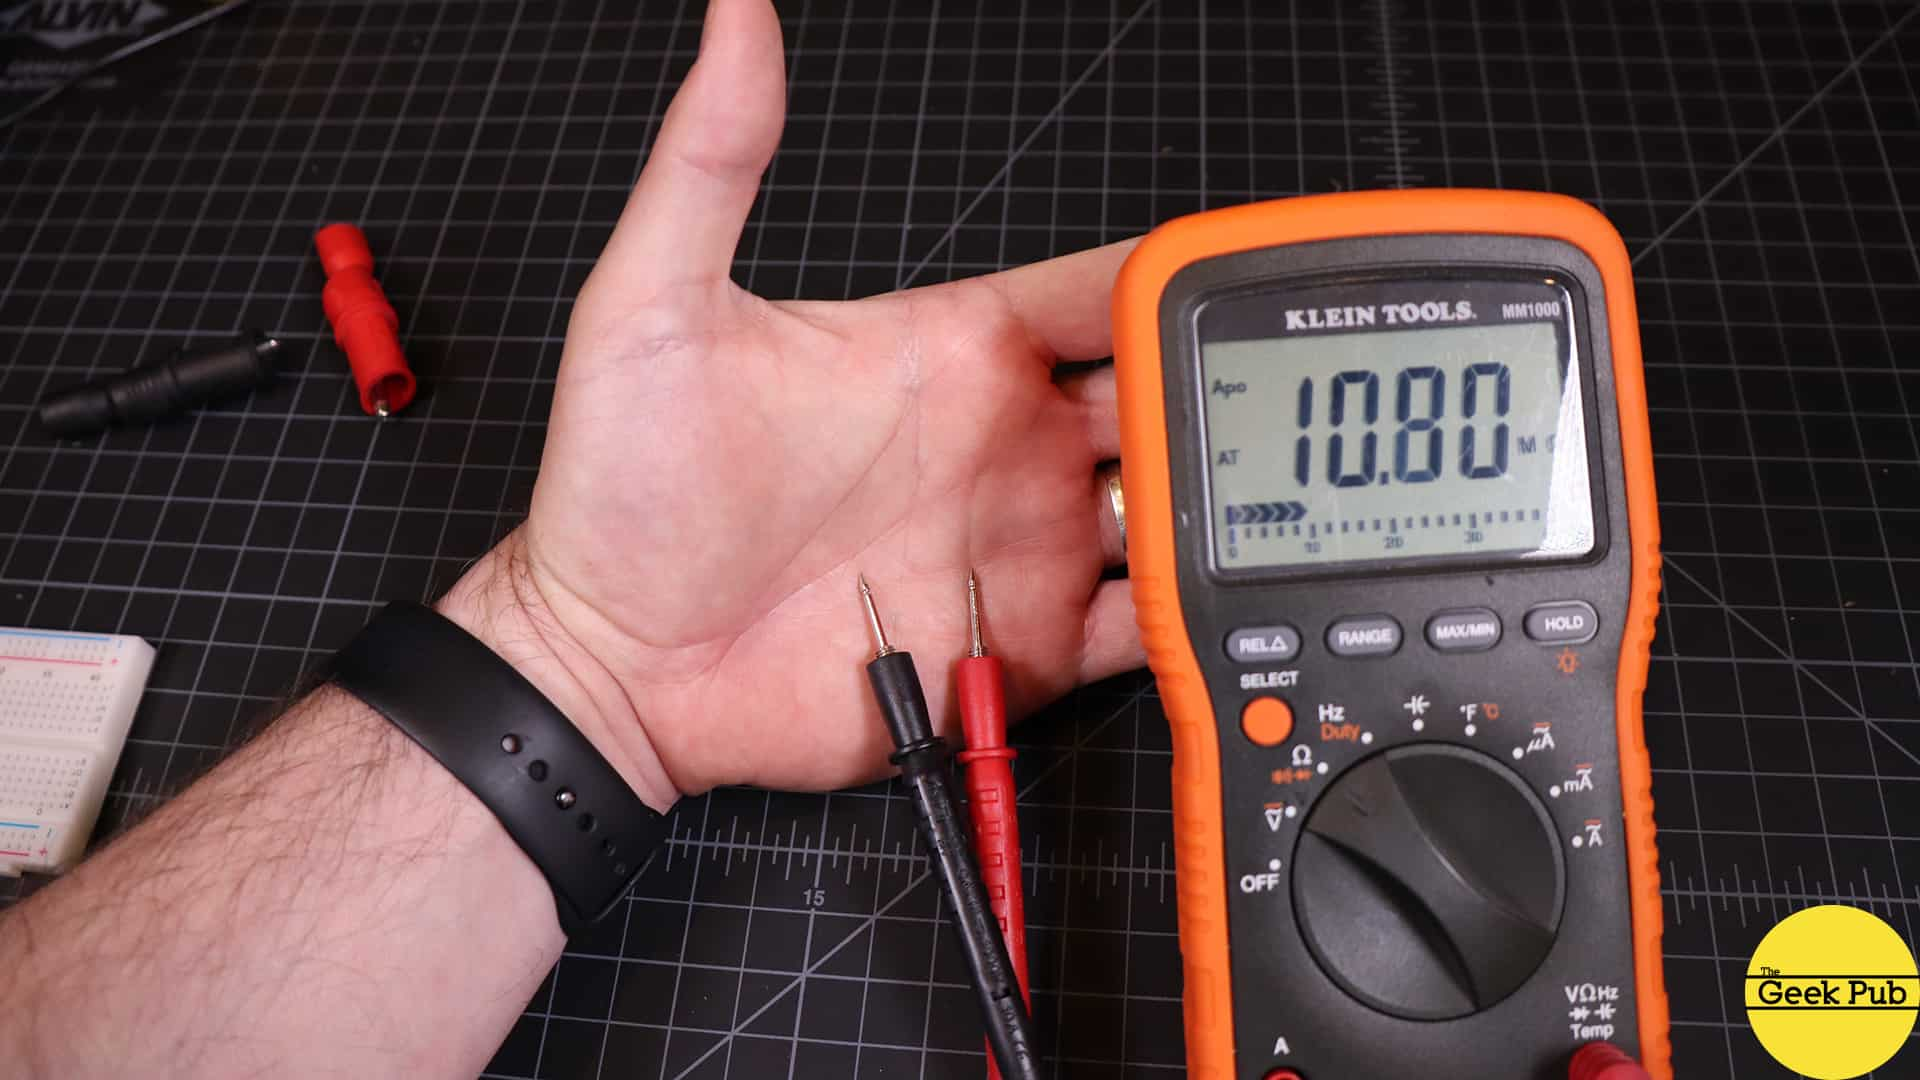 ALVIN
KLEIN TOOLS. MM1000
Apo
10.80
AT
M
0 10 20 30
REL△ RANGE MAX/MIN HOLD
SELECT
Hz
Duty
°F °C
Ω
μA
mA
V
A
OFF
15
VΩHz
Temp
A
The
Geek Pub